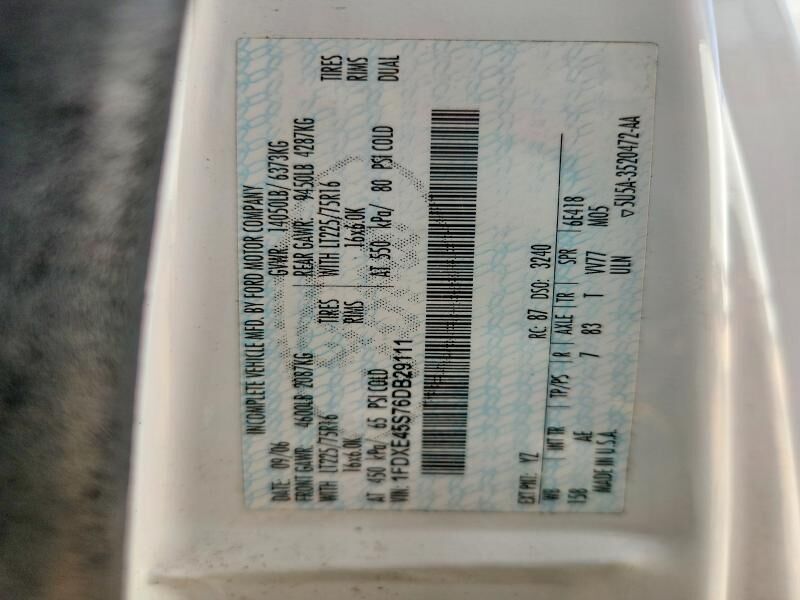 INCOMPLETE VEHICLE MFD. BY FORD MOTOR COMPANY
DATE: 09/06 GVWR: 14050LB/ 6373KG
FRONT GAWR: 4600LB 2087KG REAR GAWR: 9450LB 4287KG
WITH LT225/75R16 TIRES WITH LT225/75R16 TIRES
16x6.0K RIMS 16x6.0K RIMS
AT 450 kPa/ 65 PSI COLD AT 550 kPa/ 80 PSI COLD DUAL
VIN: 1FDXE45S76DB29111
EXT PNT: YZ RC: 87 DSO: 3240
WB INT TR TP/PS R AXLE TR SPR 6E418
158 AE 7 83 T VV77 M05
MADE IN U.S.A. ULN
▽5U5A-3520472-AA